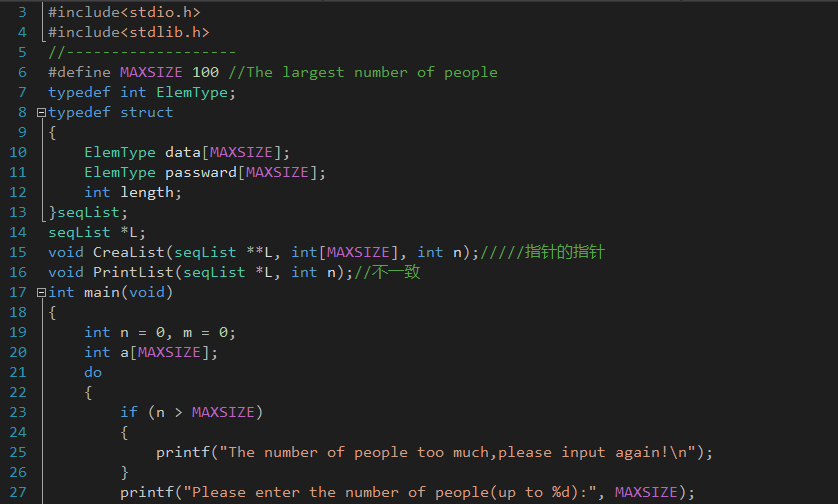 3 #include<stdio.h>
4 #include<stdlib.h>
5 //-------------------
6 #define MAXSIZE 100 //The largest number of people
7 typedef int ElemType;
8 typedef struct
9 {
10 ElemType data[MAXSIZE];
11 ElemType passward[MAXSIZE];
12 int length;
13 }seqList;
14 seqList *L;
15 void CreaList(seqList **L, int[MAXSIZE], int n);/////指针的指针
16 void PrintList(seqList *L, int n);//不一致
17 int main(void)
18 {
19 int n = 0, m = 0;
20 int a[MAXSIZE];
21 do
22 {
23 if (n > MAXSIZE)
24 {
25 printf("The number of people too much,please input again!\n");
26 }
27 printf("Please enter the number of people(up to %d):", MAXSIZE);